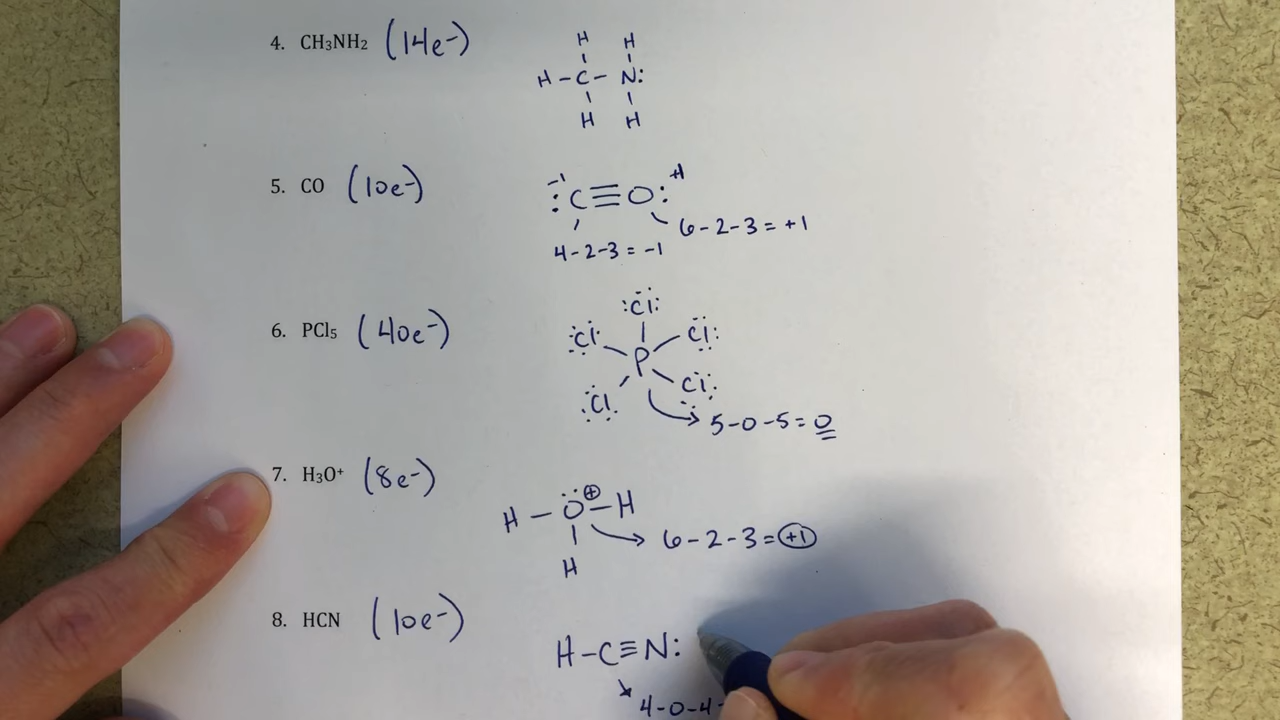 4. CH₃NH₂ (14e⁻)
H H
H-C-N:
H H
5. CO (10e⁻)
-1 :C≡O: +1
6-2-3=+1
4-2-3=-1
6. PCl₅ (40e⁻)
:Cl:
:Cl: Cl:
P
:Cl: Cl:
5-0-5=0
7. H₃O⁺ (8e⁻)
H-O⊕-H
6-2-3=+1
H
8. HCN (10e⁻)
H-C≡N:
4-0-4-